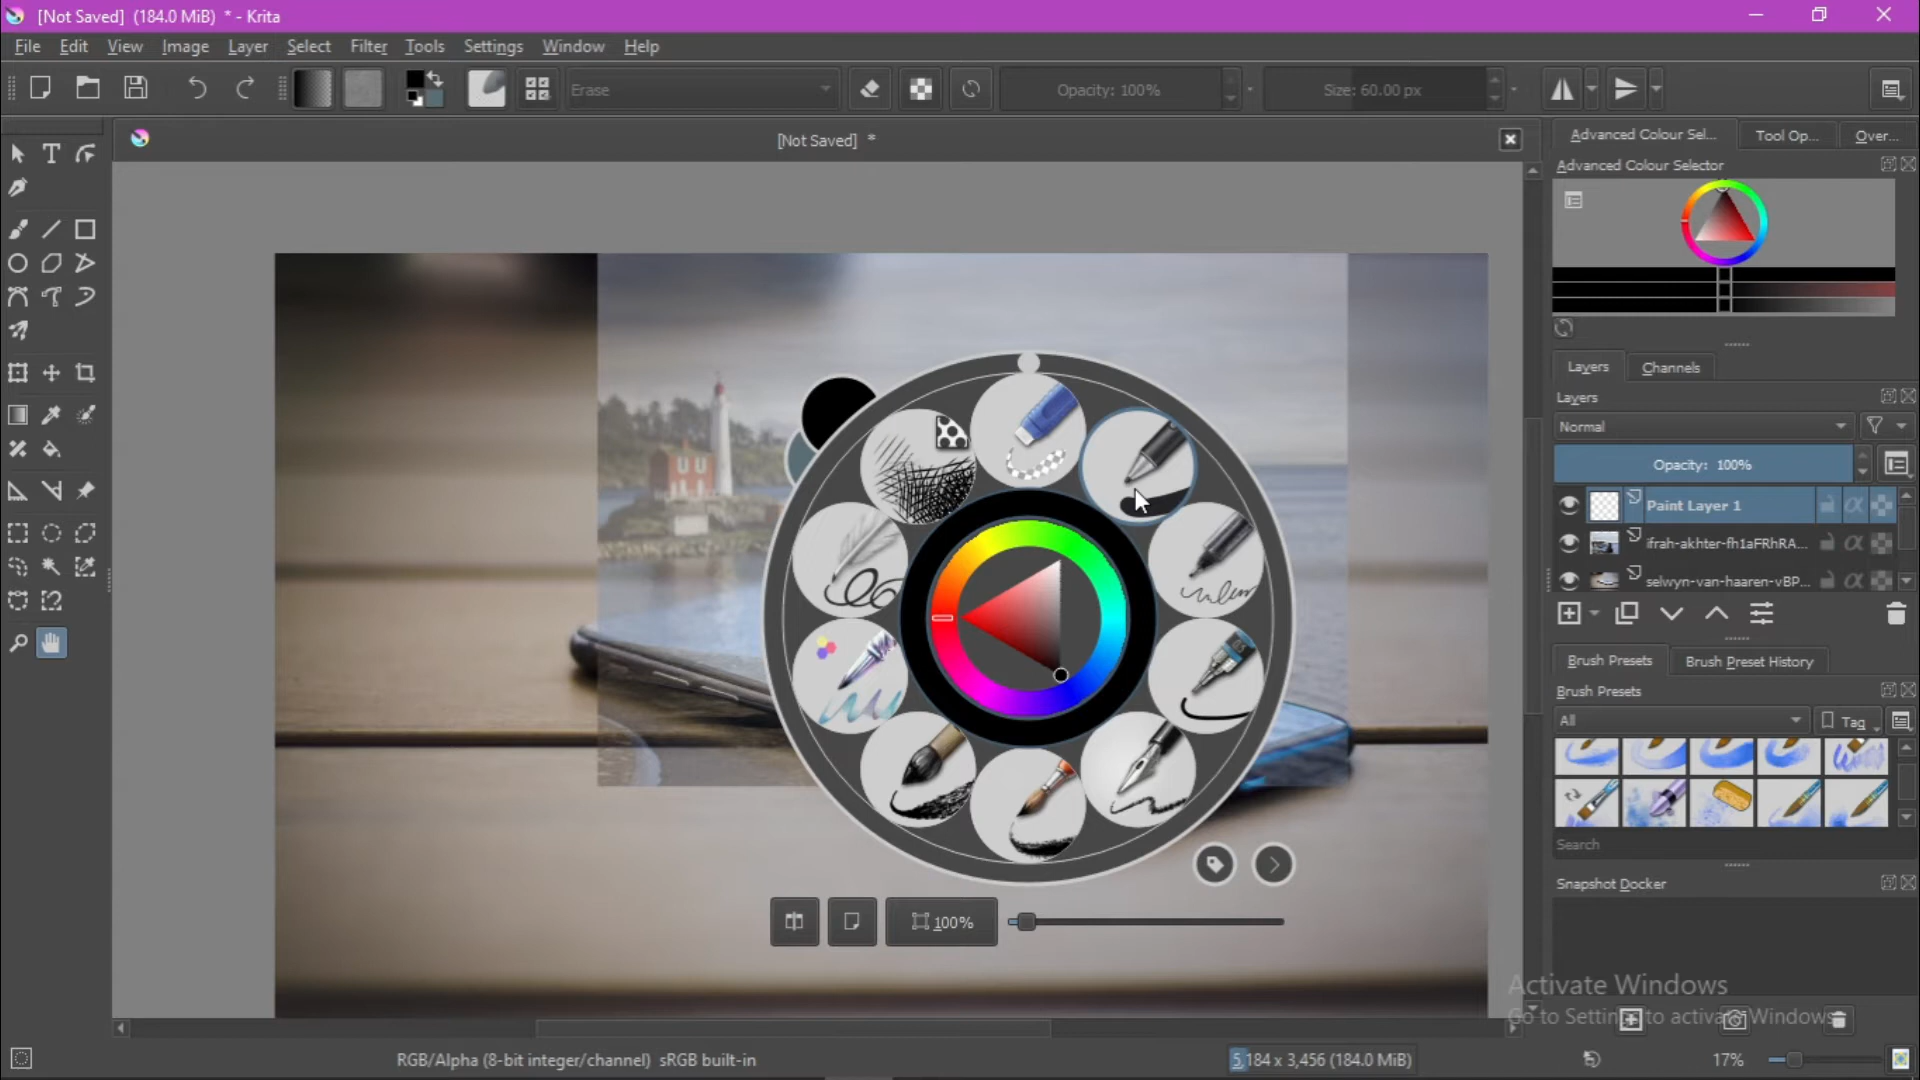 [Not Saved] (184.0 MiB) * - Krita
File Edit View Image Layer Select Filter Tools Settings Window Help
Erase Opacity: 100% Size: 60.00 px
[Not Saved] *
Advanced Colour Sel... Tool Op... Over...
Advanced Colour Selector
Layers Channels
Layers
Normal
Opacity: 100%
Paint Layer 1
ifrah-akhter-fh1aFRhRA...
selwyn-van-haaren-vBP...
Brush Presets Brush Preset History
Brush Presets
All Tag
Search
Snapshot Docker
100%
Activate Windows
Go to Settings to activate Windows.
RGB/Alpha (8-bit integer/channel) sRGB built-in 5,184 x 3,456 (184.0 MiB) 17%